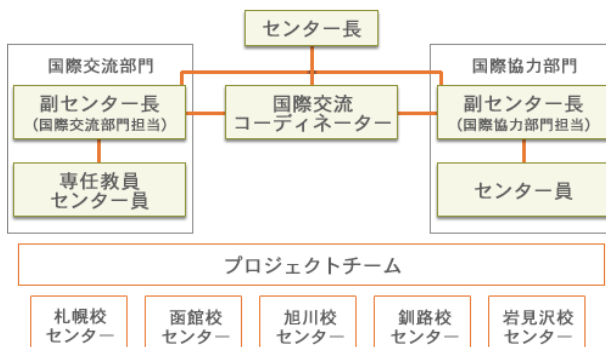 センター長
国際交流部門
国際協力部門
副センター長
（国際交流部門担当）
国際交流
コーディネーター
副センター長
（国際協力部門担当）
専任教員
センター員
センター員
プロジェクトチーム
札幌校
センター
函館校
センター
旭川校
センター
釧路校
センター
岩見沢校
センター